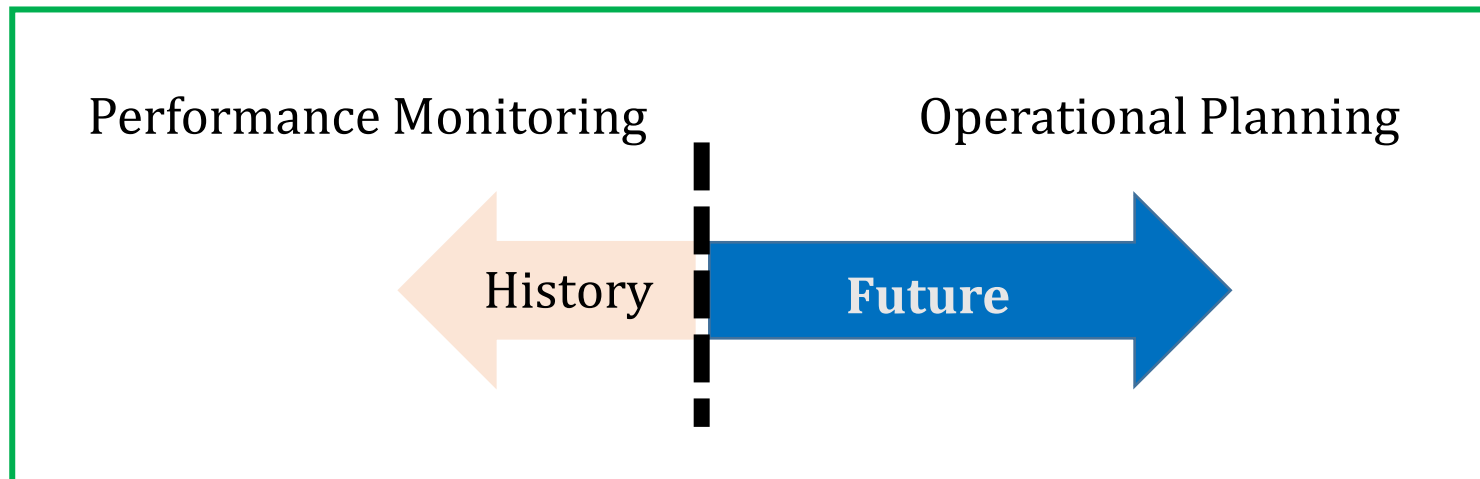 Performance Monitoring
Operational Planning
History
Future